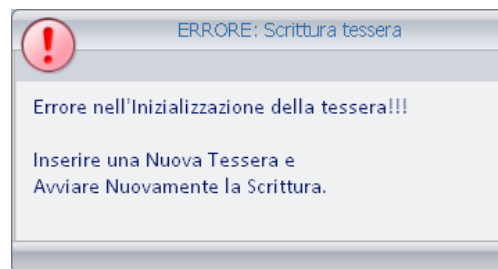 ERRORE: Scrittura tessera
Errore nell'Inizializzazione della tessera!!!
Inserire una Nuova Tessera e
Avviare Nuovamente la Scrittura.